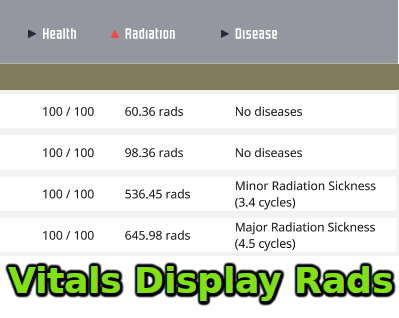 Health Radiation Disease
100 / 100 60.36 rads No diseases
100 / 100 98.36 rads No diseases
100 / 100 536.45 rads Minor Radiation Sickness
(3.4 cycles)
100 / 100 645.98 rads Major Radiation Sickness
(4.5 cycles)
Vitals Display Rads